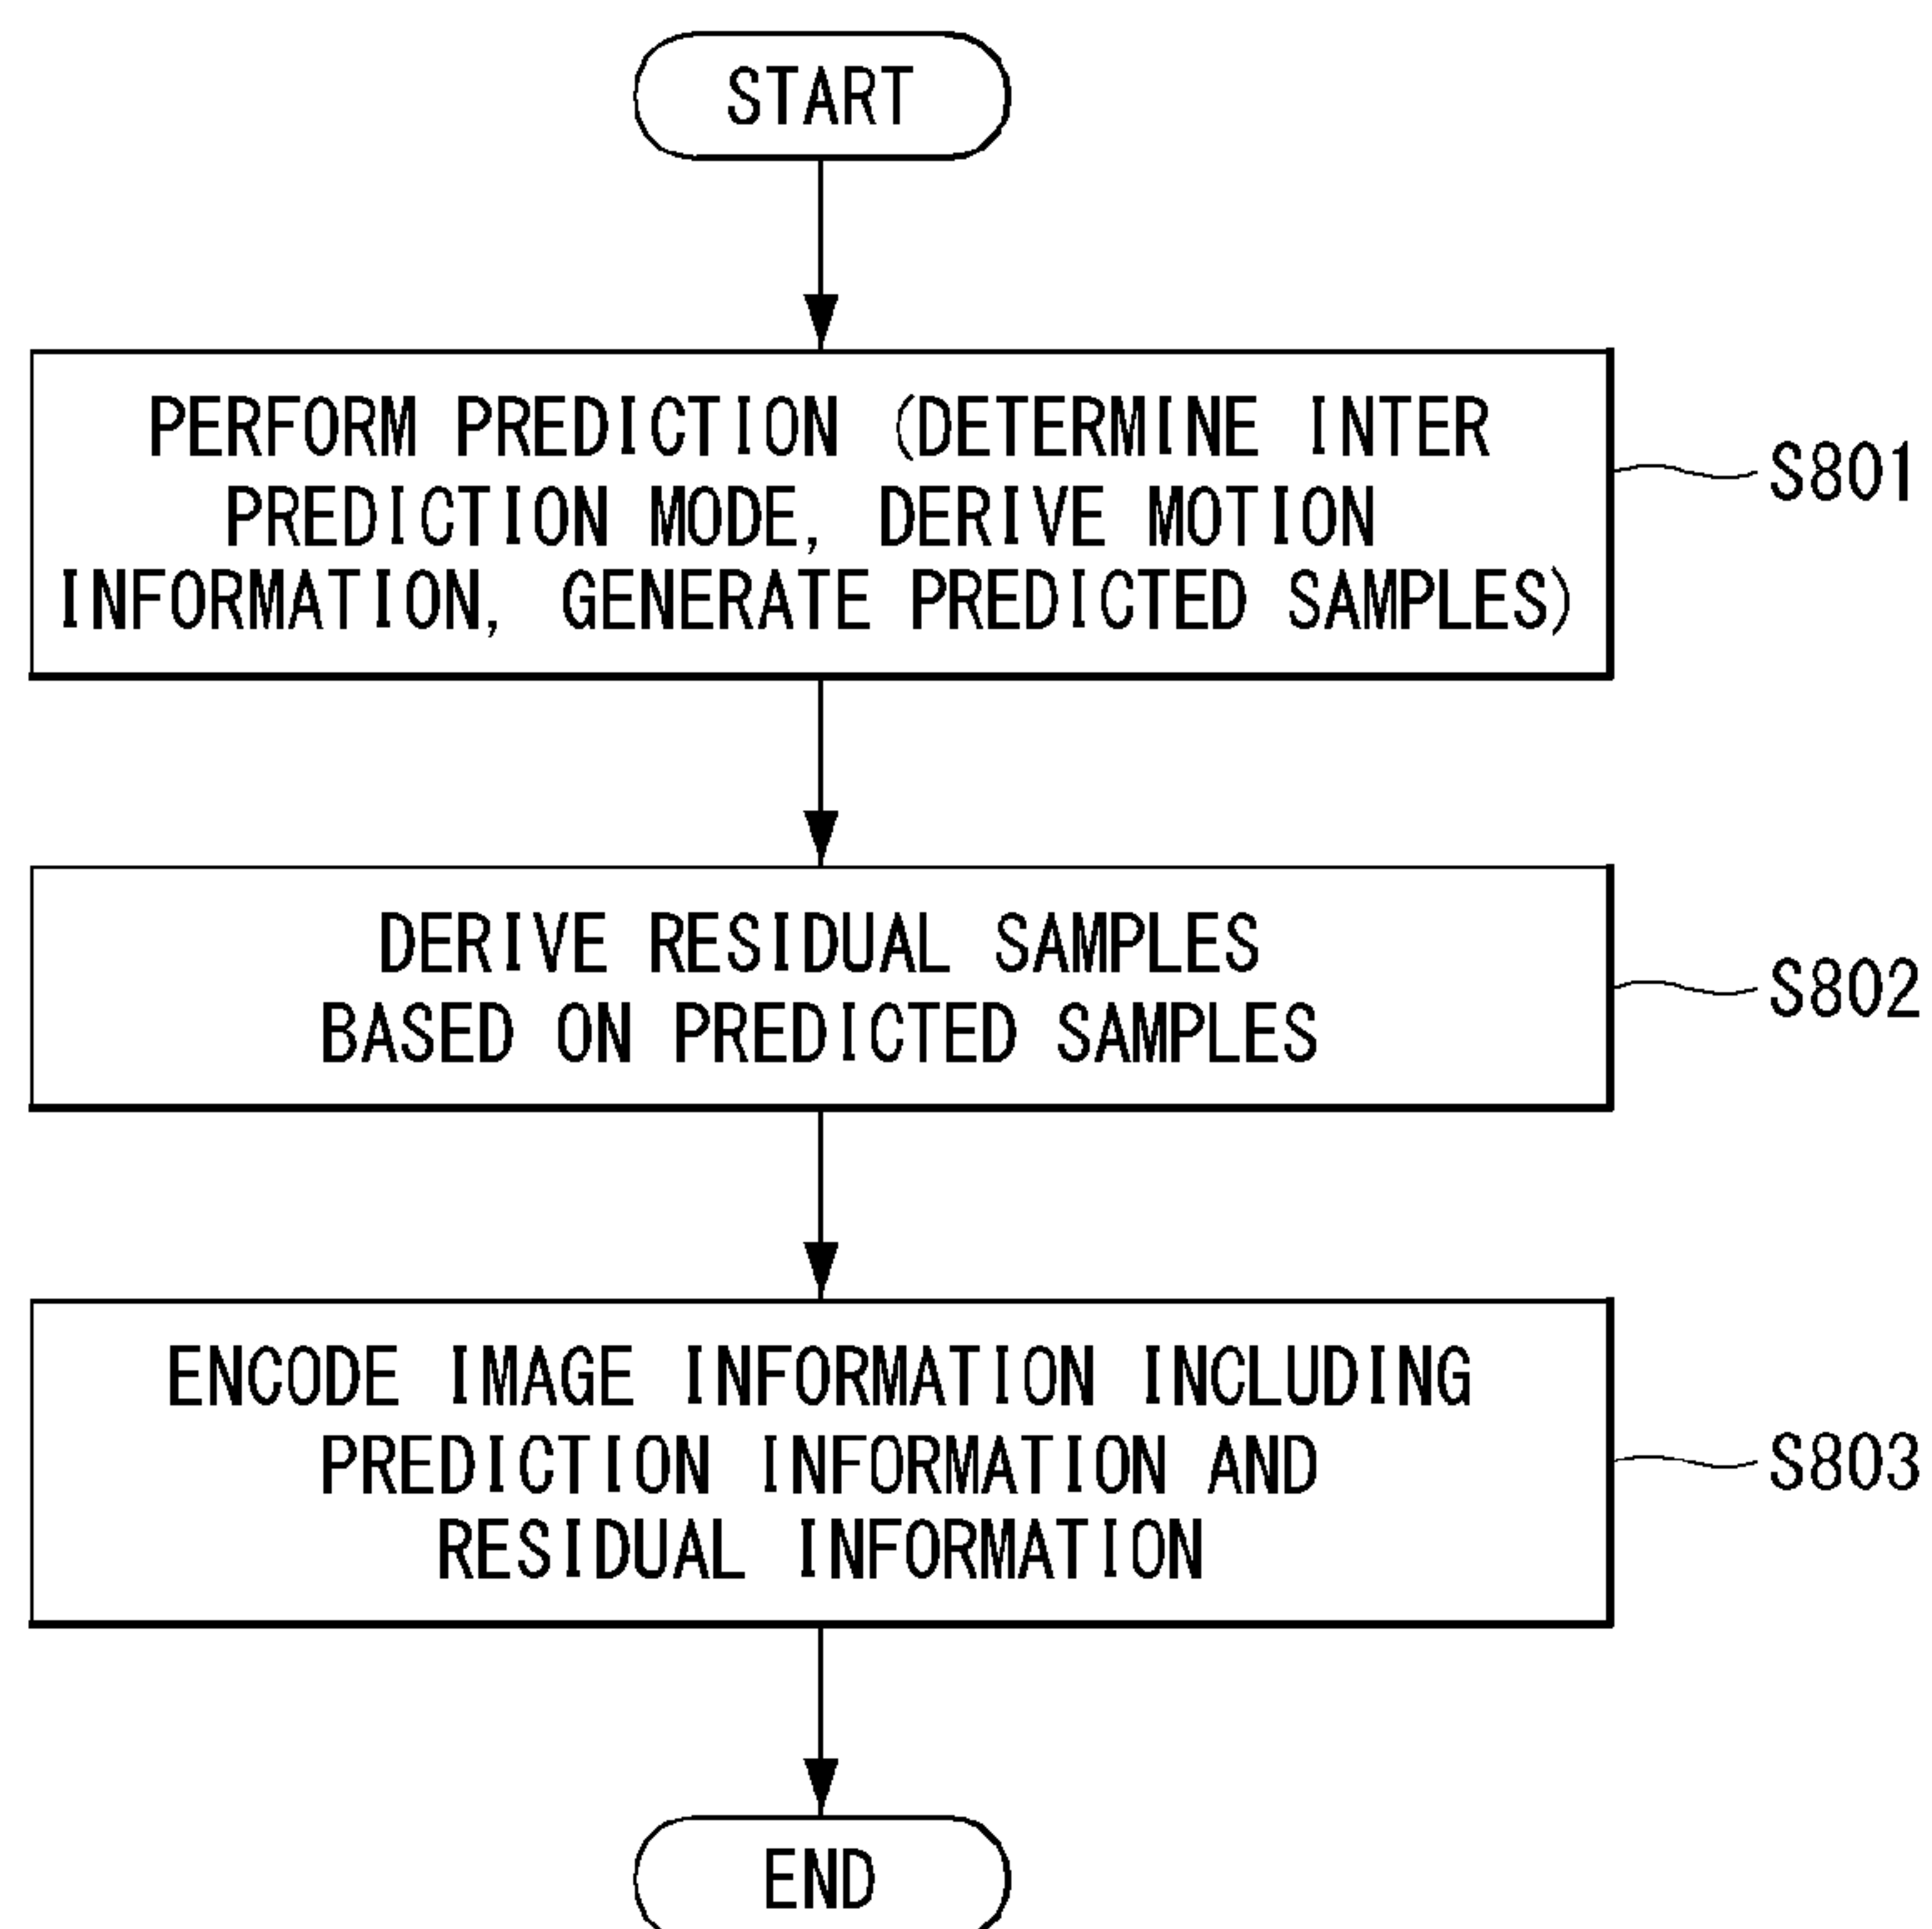 START
PERFORM PREDICTION (DETERMINE INTER
PREDICTION MODE, DERIVE MOTION
INFORMATION, GENERATE PREDICTED SAMPLES)
S801
DERIVE RESIDUAL SAMPLES
BASED ON PREDICTED SAMPLES
S802
ENCODE IMAGE INFORMATION INCLUDING
PREDICTION INFORMATION AND
RESIDUAL INFORMATION
S803
END